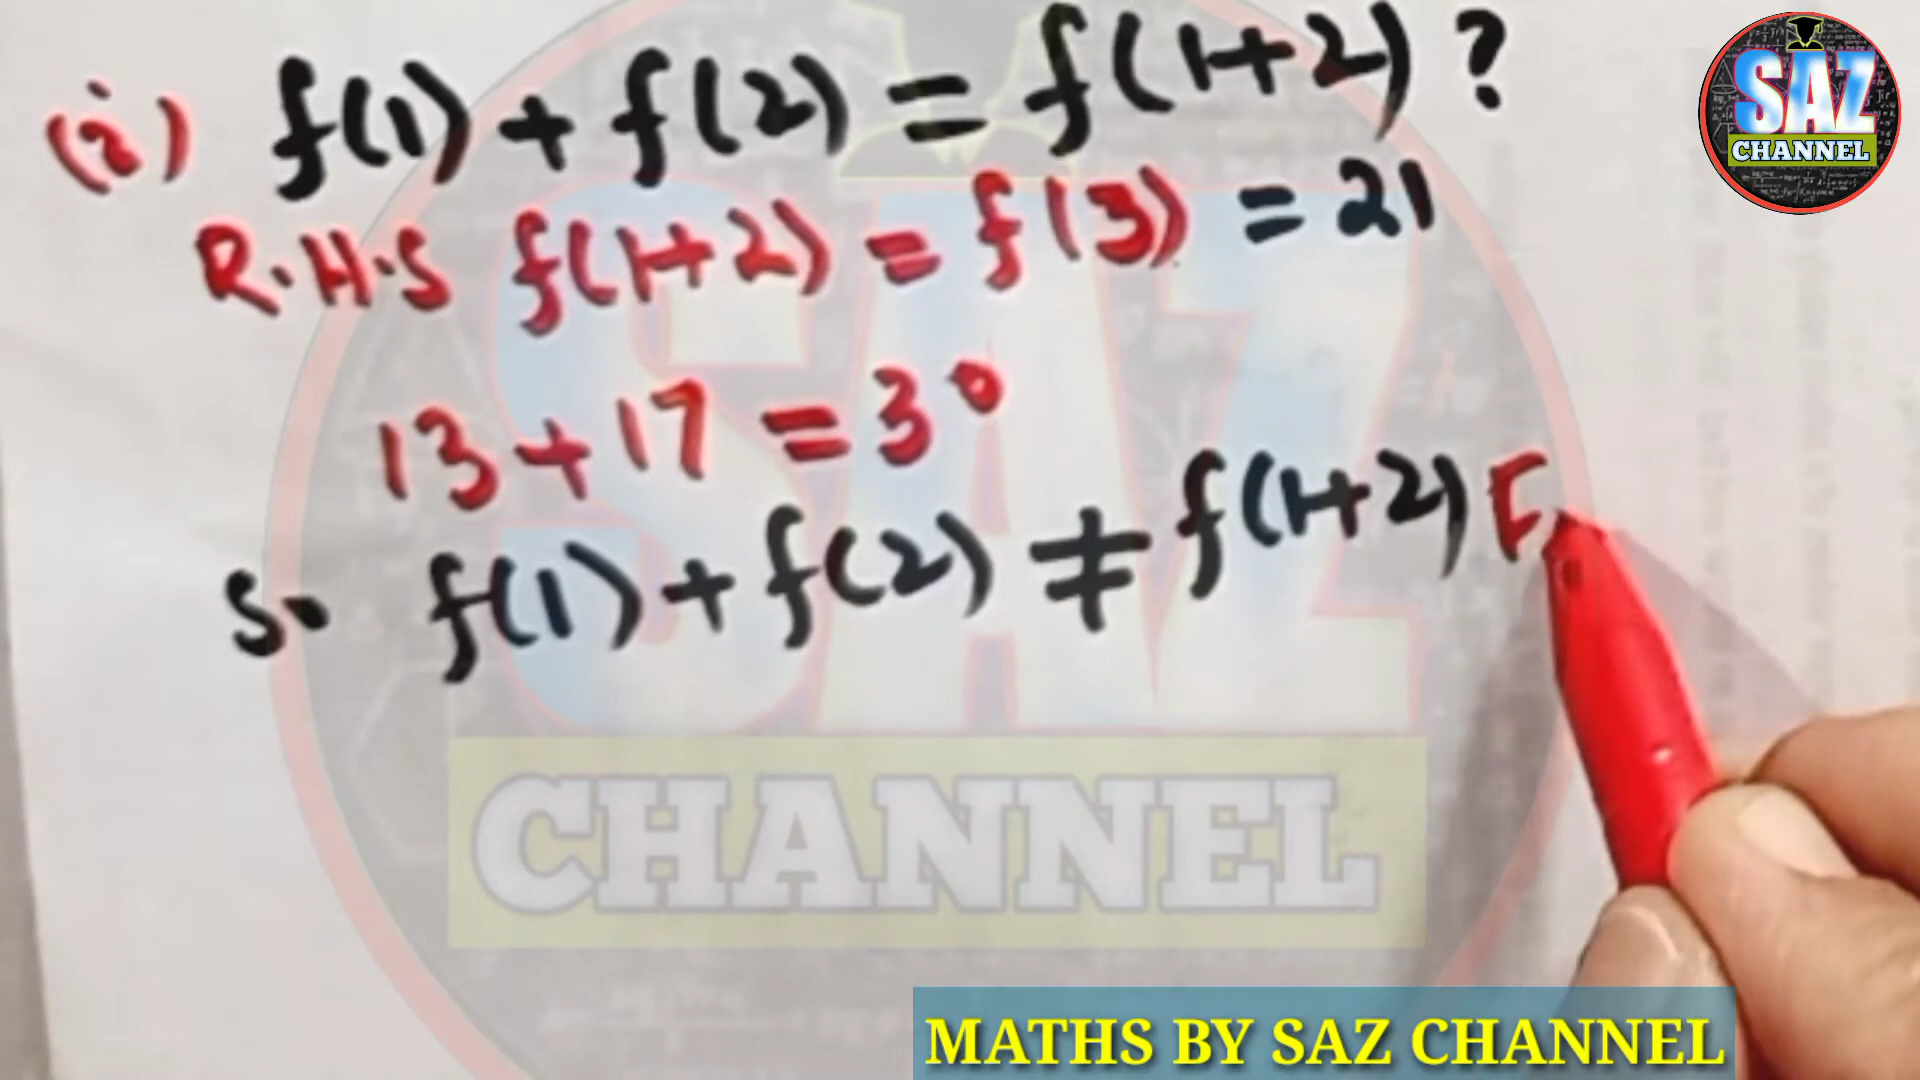 (i) f(1) + f(2) = f(1+2) ?
R.H.S f(1+2) = f(3) = 21
13 + 17 = 30
So f(1) + f(2) ≠ f(1+2) [
SAZ
CHANNEL
SAZ
CHANNEL
MATHS BY SAZ CHANNEL